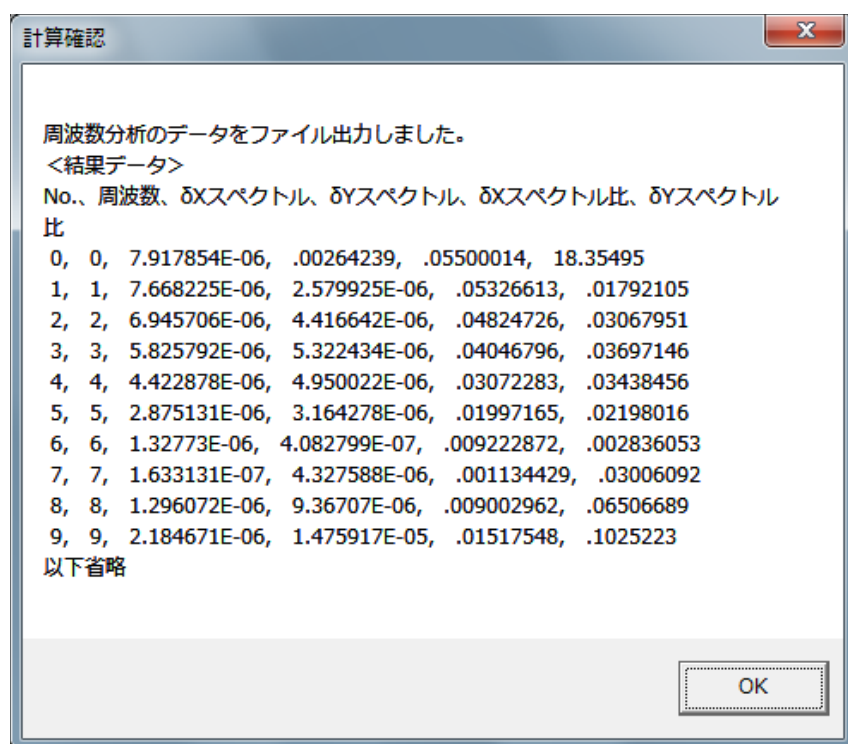 計算確認
周波数分析のデータをファイル出力しました。
＜結果データ＞
No.、周波数、δXスペクトル、δYスペクトル、δXスペクトル比、δYスペクトル
比
0, 0, 7.917854E-06, .00264239, .05500014, 18.35495
1, 1, 7.668225E-06, 2.579925E-06, .05326613, .01792105
2, 2, 6.945706E-06, 4.416642E-06, .04824726, .03067951
3, 3, 5.825792E-06, 5.322434E-06, .04046796, .03697146
4, 4, 4.422878E-06, 4.950022E-06, .03072283, .03438456
5, 5, 2.875131E-06, 3.164278E-06, .01997165, .02198016
6, 6, 1.32773E-06, 4.082799E-07, .009222872, .002836053
7, 7, 1.633131E-07, 4.327588E-06, .001134429, .03006092
8, 8, 1.296072E-06, 9.36707E-06, .009002962, .06506689
9, 9, 2.184671E-06, 1.475917E-05, .01517548, .1025223
以下省略
OK